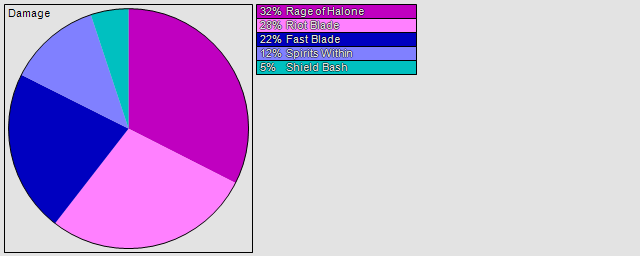 Damage
32% Rage of Halone
28% Riot Blade
22% Fast Blade
12% Spirits Within
5% Shield Bash